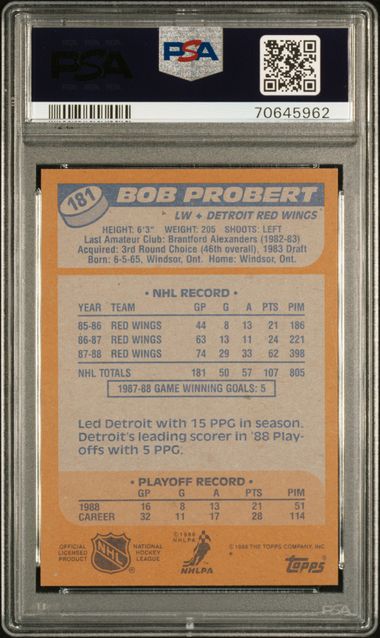 PSA
PSA
70645962
181
BOB PROBERT
LW + DETROIT RED WINGS™
HEIGHT: 6'3" WEIGHT: 205 SHOOTS: LEFT
Last Amateur Club: Brantford Alexanders (1982-83)
Acquired: 3rd Round Choice (46th overall), 1983 Draft
Born: 6-5-65, Windsor, Ont. Home: Windsor, Ont.
• NHL RECORD •
YEAR TEAM GP G A PTS PIM
85-86 RED WINGS 44 8 13 21 186
86-87 RED WINGS 63 13 11 24 221
87-88 RED WINGS 74 29 33 62 398
NHL TOTALS 181 50 57 107 805
1987-88 GAME WINNING GOALS: 5
Led Detroit with 15 PPG in season.
Detroit's leading scorer in '88 Play-
offs with 5 PPG.
• PLAYOFF RECORD •
GP G A PTS PIM
1988 16 8 13 21 51
CAREER 32 11 17 28 114
OFFICIAL LICENSED PRODUCT
NHL
NATIONAL HOCKEY LEAGUE
© 1988 NHLPA
NHLPA
© 1988 THE TOPPS COMPANY, INC.
Topps
PSA